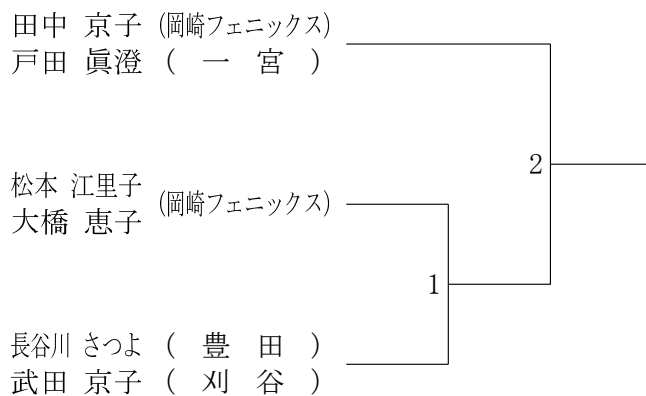 田中 京子 (岡崎フェニックス)
戸田 眞澄 ( 一 宮 )
2
松本 江里子
(岡崎フェニックス)
大橋 恵子
1
長谷川 さつよ ( 豊 田 )
武田 京子 ( 刈 谷 )